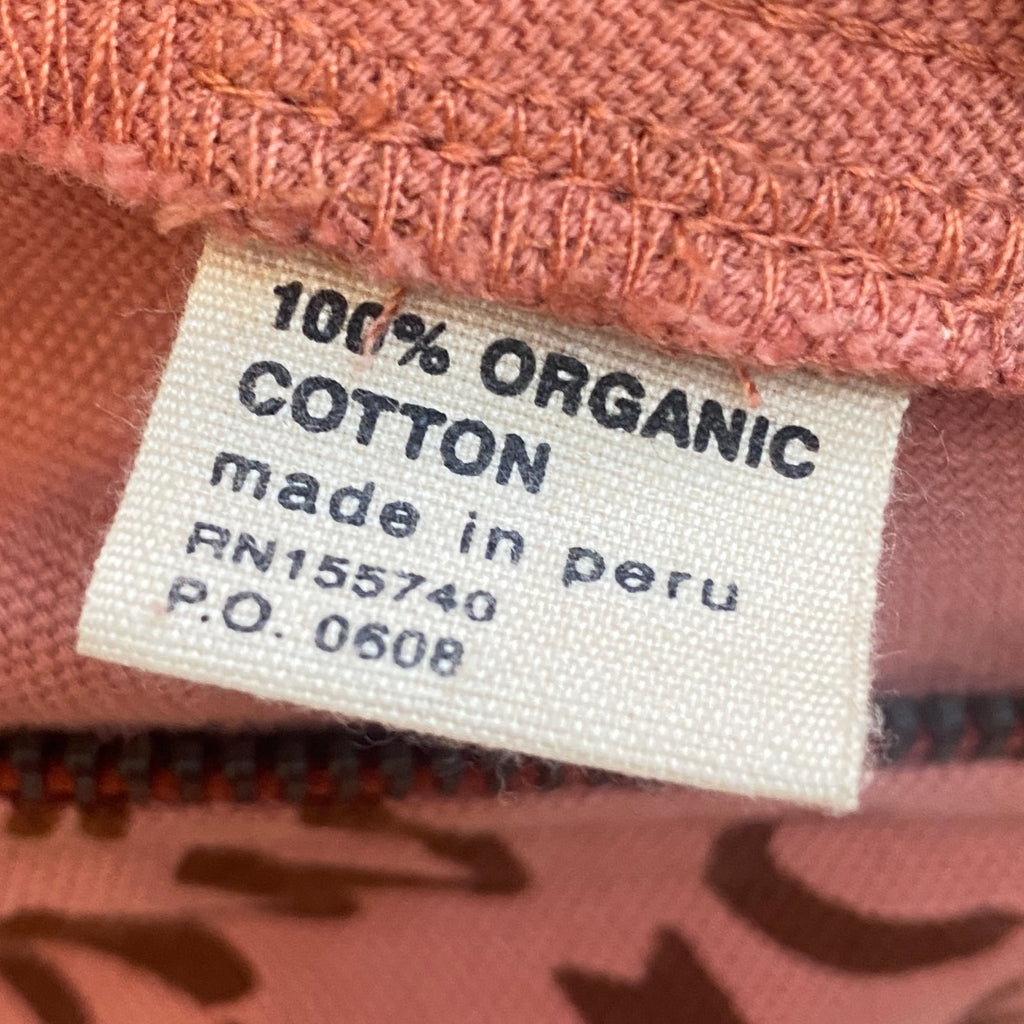 100% ORGANIC
COTTON
made in peru
RN155740
P.O. 0608